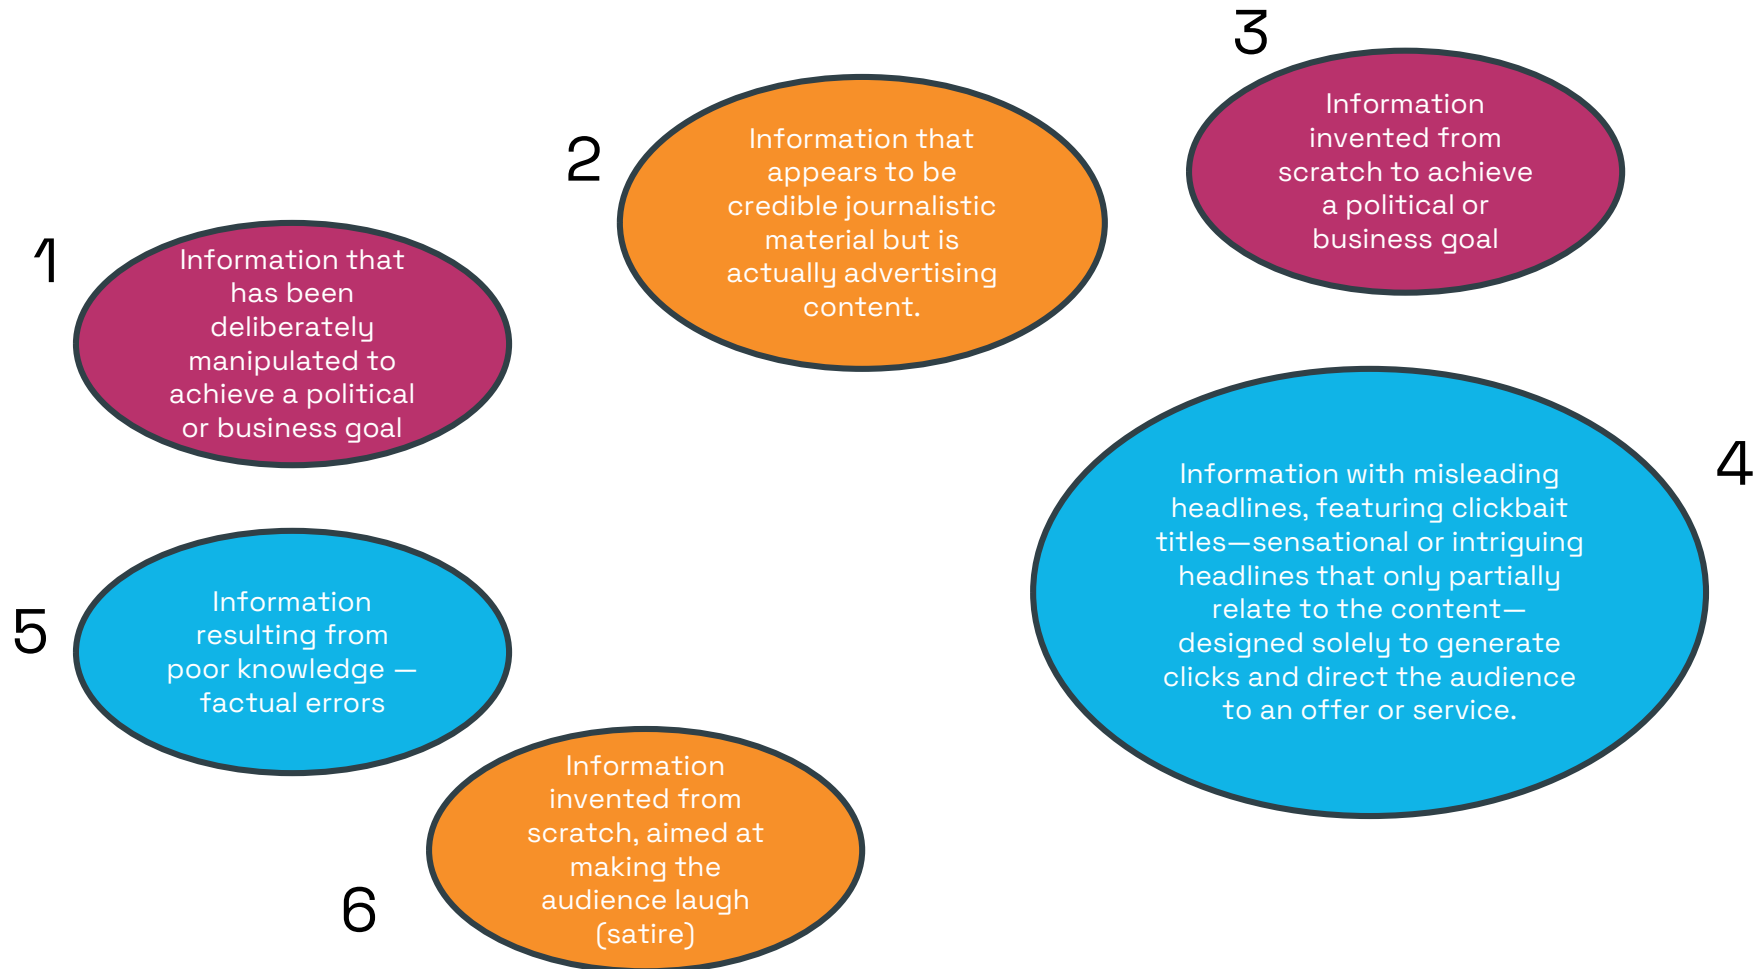 1
Information that
has been
deliberately
manipulated to
achieve a political
or business goal
2
Information that
appears to be
credible journalistic
material but is
actually advertising
content.
3
Information
invented from
scratch to achieve
a political or
business goal
4
Information with misleading
headlines, featuring clickbait
titles—sensational or intriguing
headlines that only partially
relate to the content—
designed solely to generate
clicks and direct the audience
to an offer or service.
5
Information
resulting from
poor knowledge —
factual errors
6
Information
invented from
scratch, aimed at
making the
audience laugh
(satire)